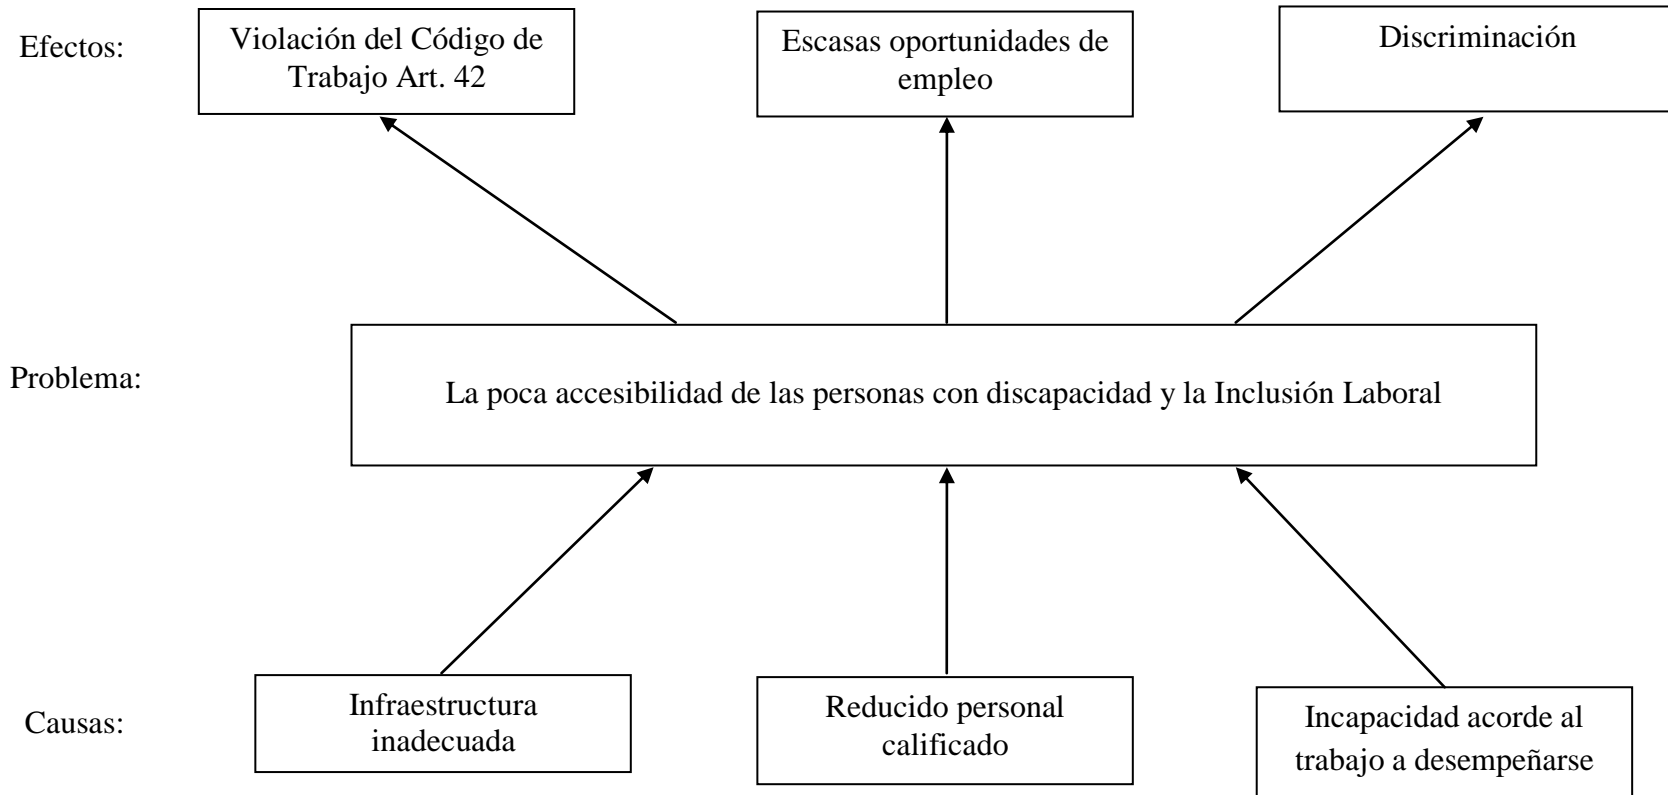 Efectos:
Violación del Código de
Trabajo Art. 42
Escasas oportunidades de
empleo
Discriminación
Problema:
La poca accesibilidad de las personas con discapacidad y la Inclusión Laboral
Causas:
Infraestructura
inadecuada
Reducido personal
calificado
Incapacidad acorde al
trabajo a desempeñarse